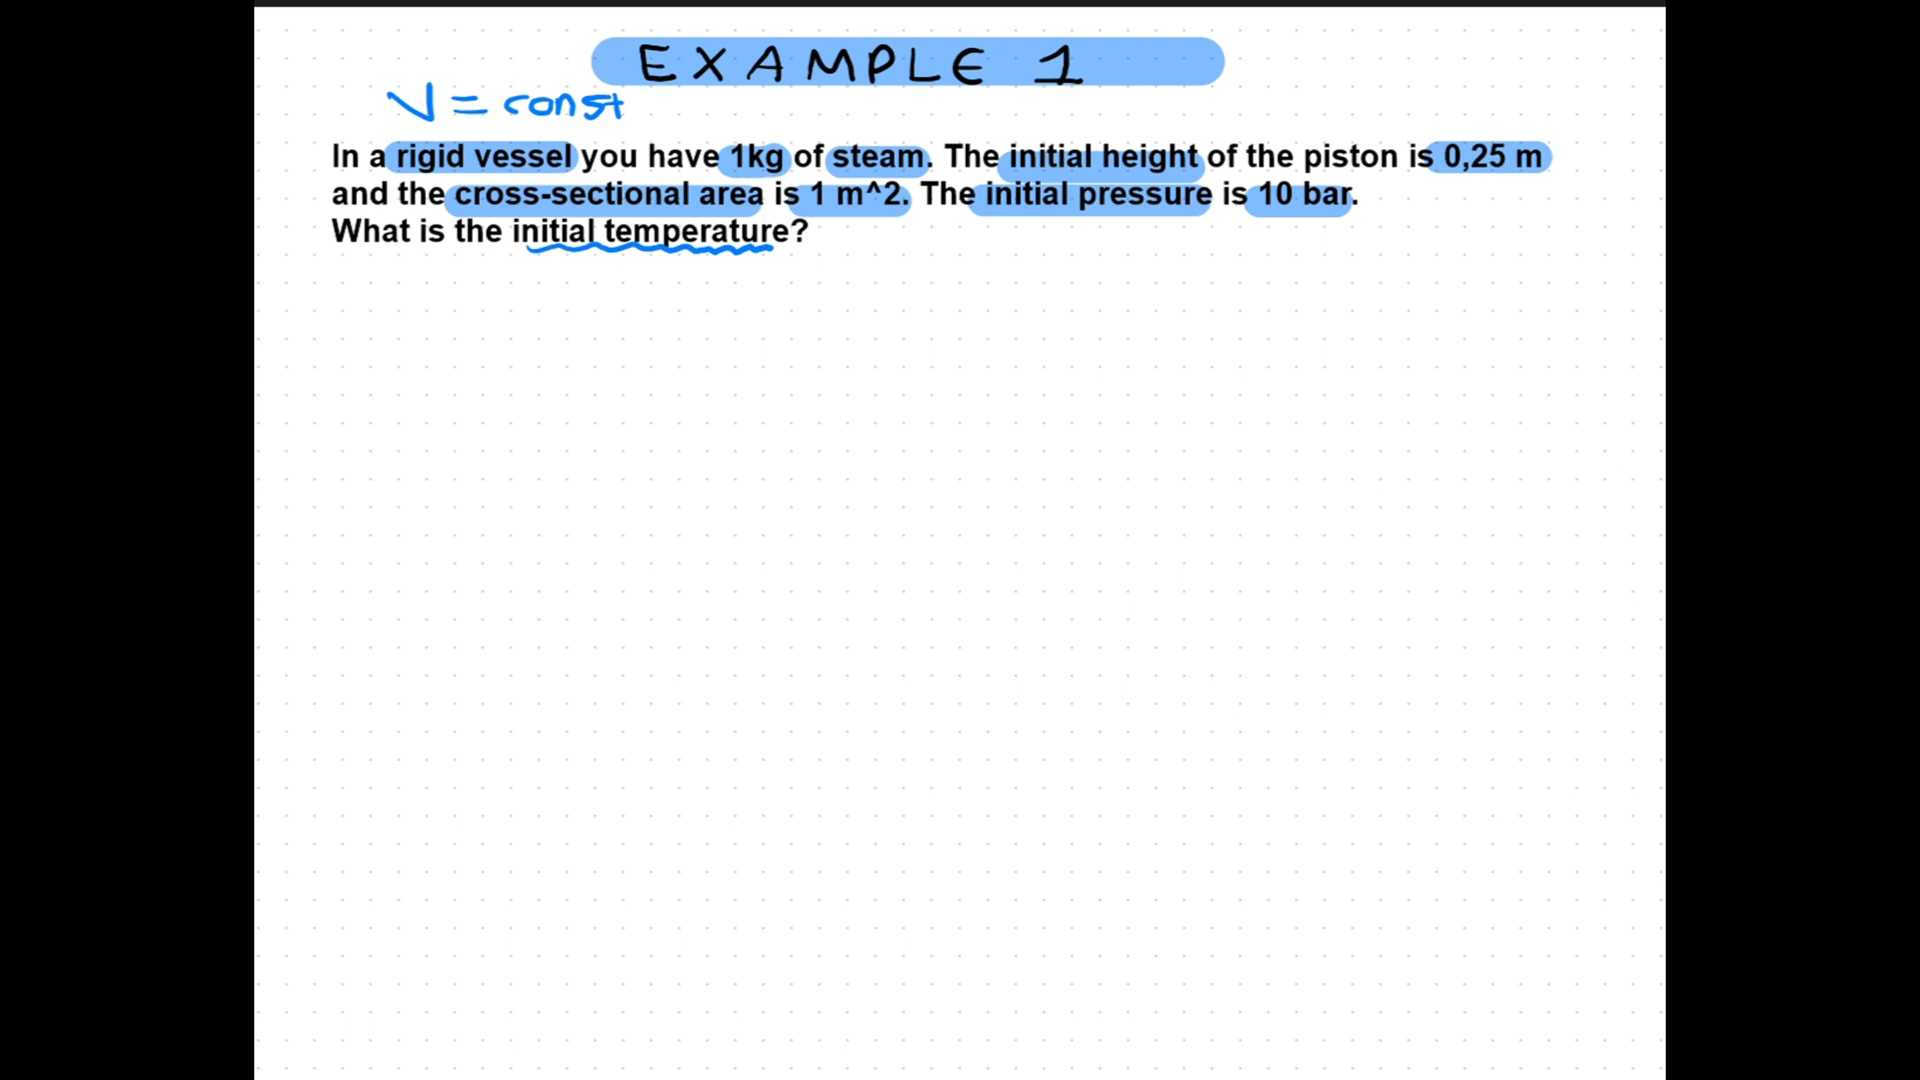 EXAMPLE 1
V = const
In a rigid vessel you have 1kg of steam. The initial height of the piston is 0,25 m
and the cross-sectional area is 1 m^2. The initial pressure is 10 bar.
What is the initial temperature?